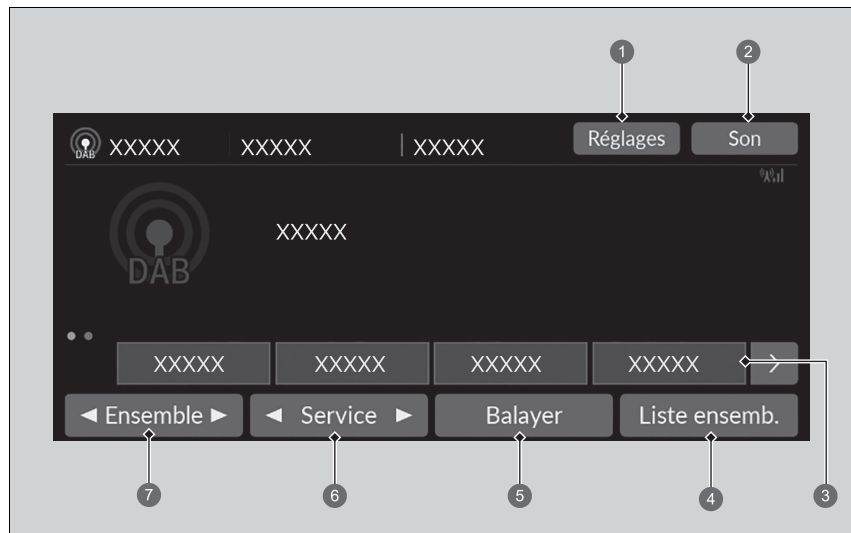 1 2
DAB XXXXX XXXXX XXXXX Réglages Son
XXXXX
DAB
XXXXX XXXXX XXXXX XXXXX
◄ Ensemble ► ◄ Service ► Balayer Liste ensemb.
7 6 5 4 3